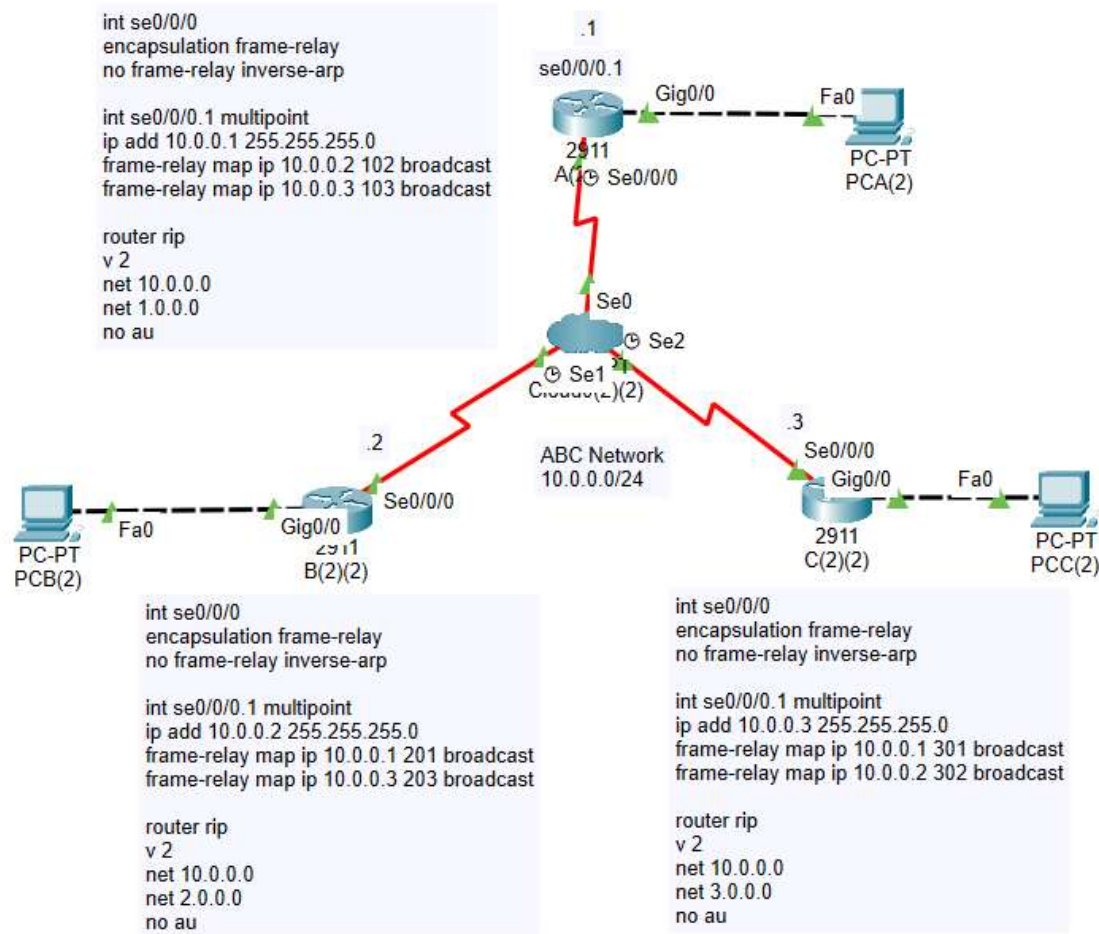 int se0/0/0
encapsulation frame-relay
no frame-relay inverse-arp
int se0/0/0.1 multipoint
ip add 10.0.0.1 255.255.255.0
frame-relay map ip 10.0.0.2 102 broadcast
frame-relay map ip 10.0.0.3 103 broadcast
router rip
v 2
net 10.0.0.0
net 1.0.0.0
no au
.1
se0/0/0.1
Gig0/0
Fa0
2911
Se0/0/0
PC-PT
PCA(2)
Se0
Se2
Se1
ABC Network
10.0.0.0/24
.2
Se0/0/0
Gig0/0
Fa0
PC-PT
PCB(2)
2911
B(2)(2)
.3
Se0/0/0
Gig0/0
Fa0
2911
C(2)(2)
PC-PT
PCC(2)
int se0/0/0
encapsulation frame-relay
no frame-relay inverse-arp
int se0/0/0.1 multipoint
ip add 10.0.0.2 255.255.255.0
frame-relay map ip 10.0.0.1 201 broadcast
frame-relay map ip 10.0.0.3 203 broadcast
router rip
v 2
net 10.0.0.0
net 2.0.0.0
no au
int se0/0/0
encapsulation frame-relay
no frame-relay inverse-arp
int se0/0/0.1 multipoint
ip add 10.0.0.3 255.255.255.0
frame-relay map ip 10.0.0.1 301 broadcast
frame-relay map ip 10.0.0.2 302 broadcast
router rip
v 2
net 10.0.0.0
net 3.0.0.0
no au